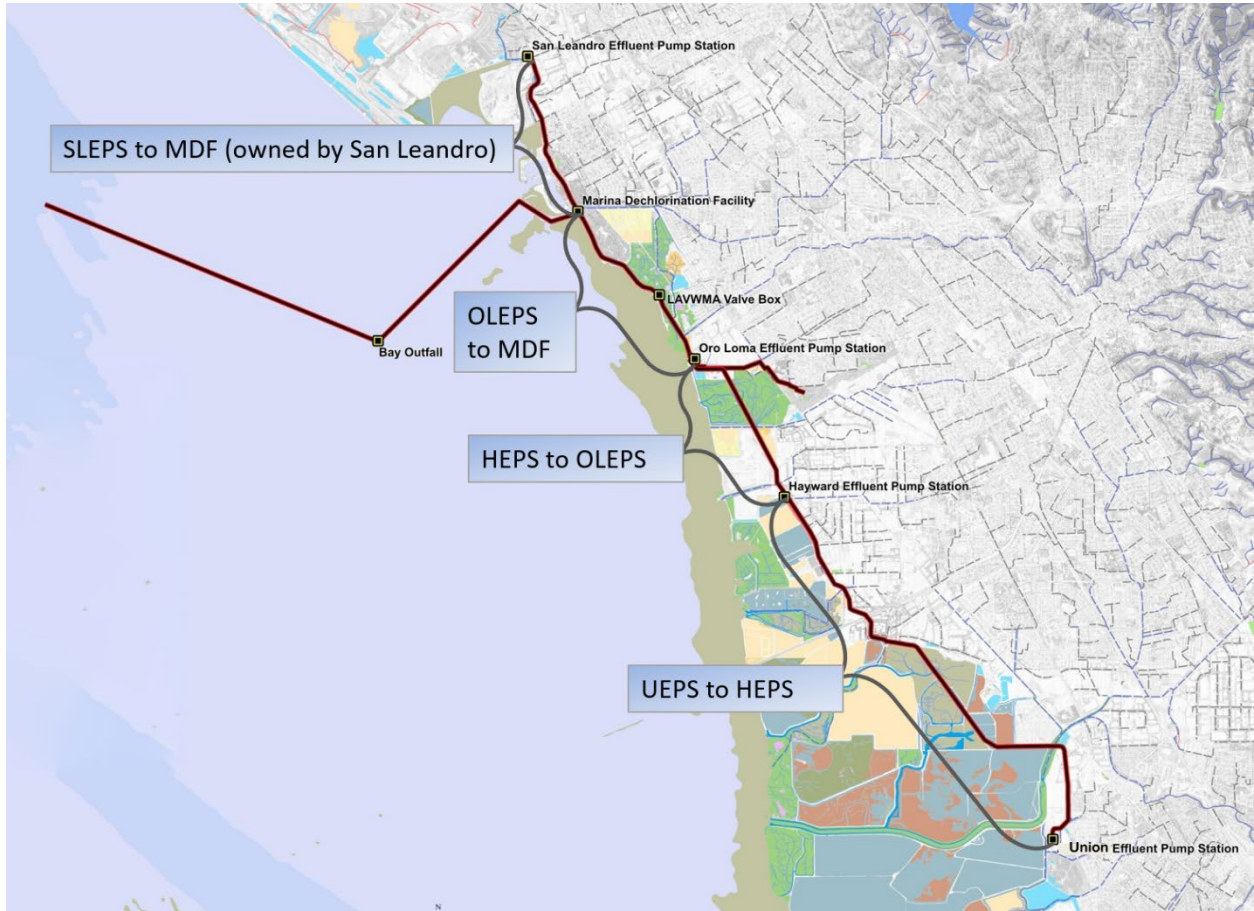 San Leandro Effluent Pump Station
SLEPS to MDF (owned by San Leandro)
Marina Dechlorination Facility
LAVWMA Valve Box
OLEPS
to MDF
Bay Outfall
Oro Loma Effluent Pump Station
HEPS to OLEPS
Hayward Effluent Pump Station
UEPS to HEPS
Union Effluent Pump Station
N